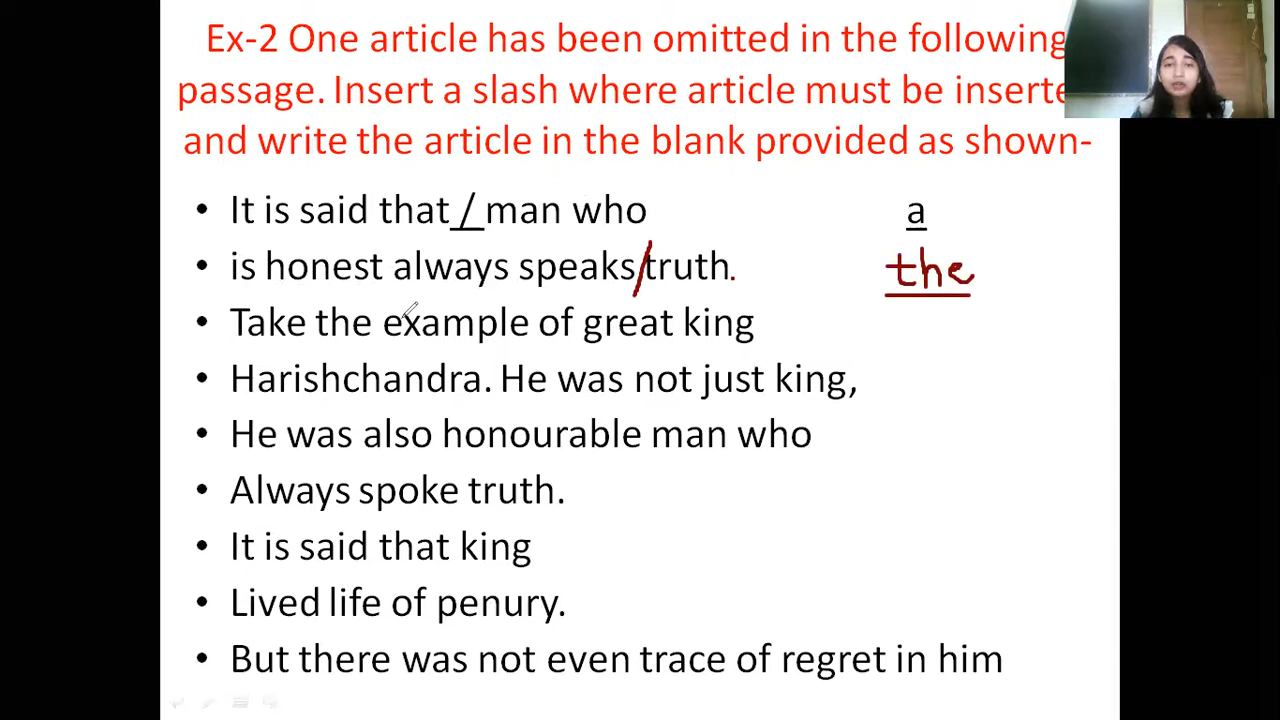 Ex-2 One article has been omitted in the following
passage. Insert a slash where article must be inserte
and write the article in the blank provided as shown-
• It is said that / man who a
• is honest always speaks/truth. the
• Take the example of great king
• Harishchandra. He was not just king,
• He was also honourable man who
• Always spoke truth.
• It is said that king
• Lived life of penury.
• But there was not even trace of regret in him